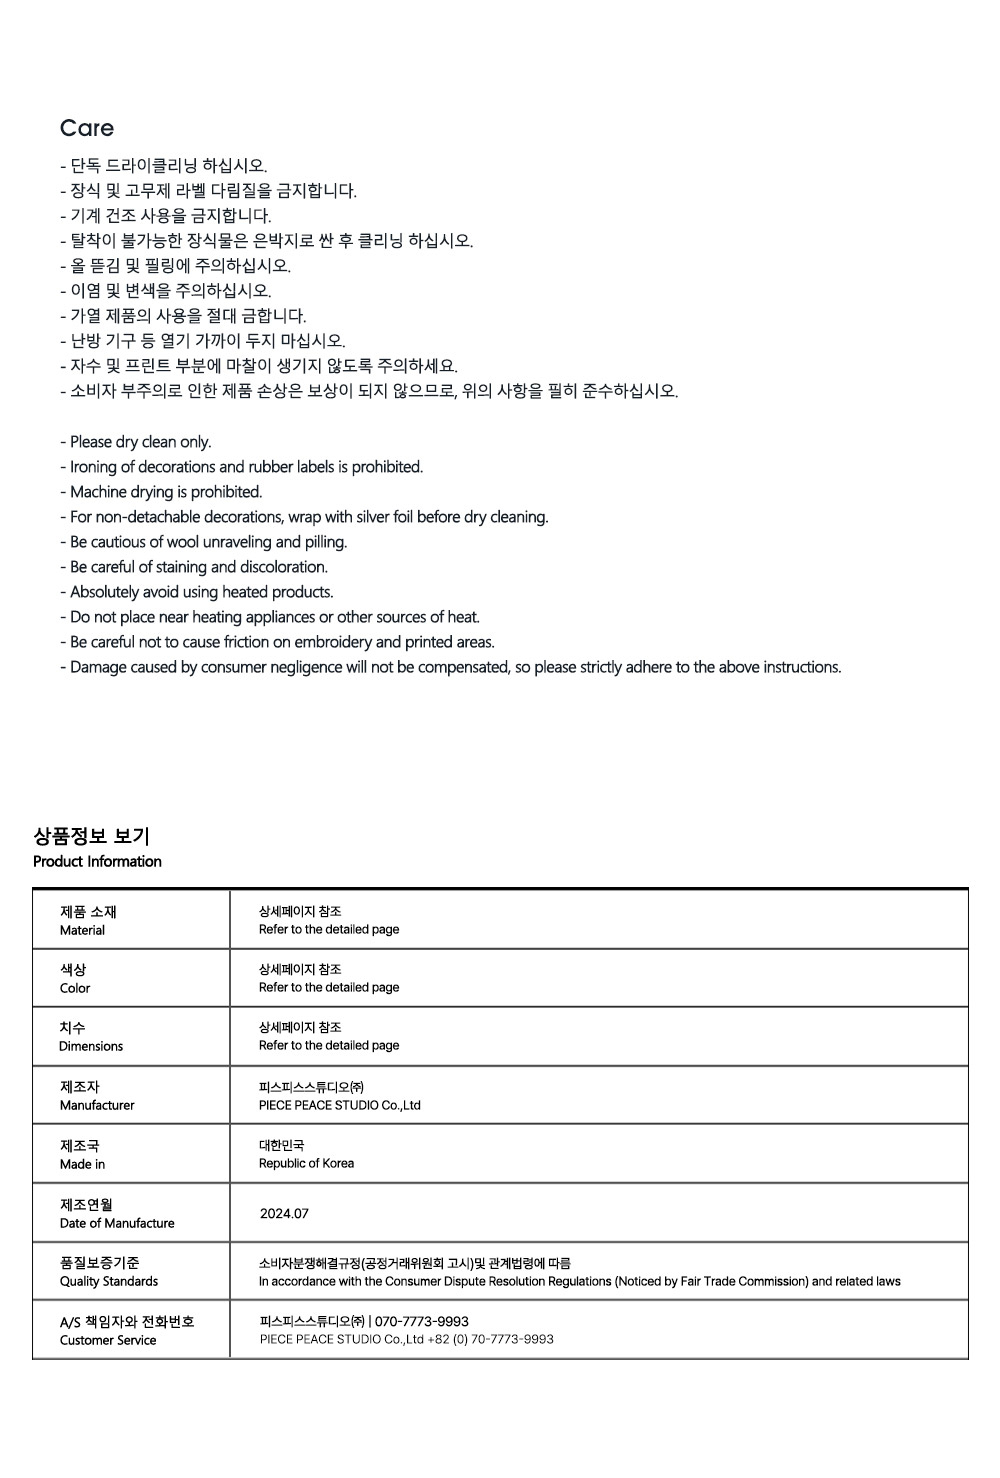 Care
- 단독 드라이클리닝 하십시오.
- 장식 및 고무제 라벨 다림질을 금지합니다.
- 기계 건조 사용을 금지합니다.
- 탈착이 불가능한 장식물은 은박지로 싼 후 클리닝 하십시오.
- 올 뜯김 및 필링에 주의하십시오.
- 이염 및 변색을 주의하십시오.
- 가열 제품의 사용을 절대 금합니다.
- 난방 기구 등 열기 가까이 두지 마십시오.
- 자수 및 프린트 부분에 마찰이 생기지 않도록 주의하세요.
- 소비자 부주의로 인한 제품 손상은 보상이 되지 않으므로, 위의 사항을 필히 준수하십시오.
- Please dry clean only.
- Ironing of decorations and rubber labels is prohibited.
- Machine drying is prohibited.
- For non-detachable decorations, wrap with silver foil before dry cleaning.
- Be cautious of wool unraveling and pilling.
- Be careful of staining and discoloration.
- Absolutely avoid using heated products.
- Do not place near heating appliances or other sources of heat.
- Be careful not to cause friction on embroidery and printed areas.
- Damage caused by consumer negligence will not be compensated, so please strictly adhere to the above instructions.
상품정보 보기
Product Information
제품 소재
Material
상세페이지 참조
Refer to the detailed page
색상
Color
상세페이지 참조
Refer to the detailed page
치수
Dimensions
상세페이지 참조
Refer to the detailed page
제조자
Manufacturer
피스피스스튜디오㈜
PIECE PEACE STUDIO Co.,Ltd
제조국
Made in
대한민국
Republic of Korea
제조연월
Date of Manufacture
2024.07
품질보증기준
Quality Standards
소비자분쟁해결규정(공정거래위원회 고시)및 관계법령에 따름
In accordance with the Consumer Dispute Resolution Regulations (Noticed by Fair Trade Commission) and related laws
A/S 책임자와 전화번호
Customer Service
피스피스스튜디오㈜ | 070-7773-9993
PIECE PEACE STUDIO Co.,Ltd +82 (0) 70-7773-9993